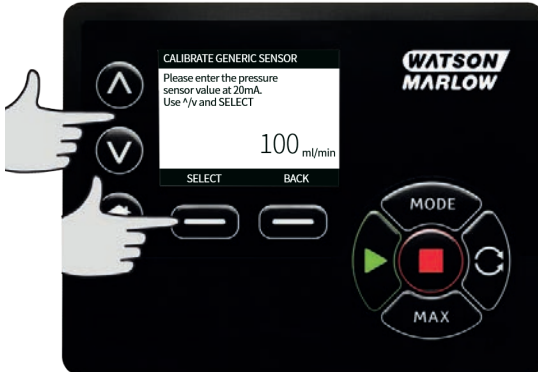 CALIBRATE GENERIC SENSOR
Please enter the pressure
sensor value at 20mA.
Use ^/v and SELECT
100 ml/min
SELECT BACK
WATSON
MARLOW
MODE
MAX